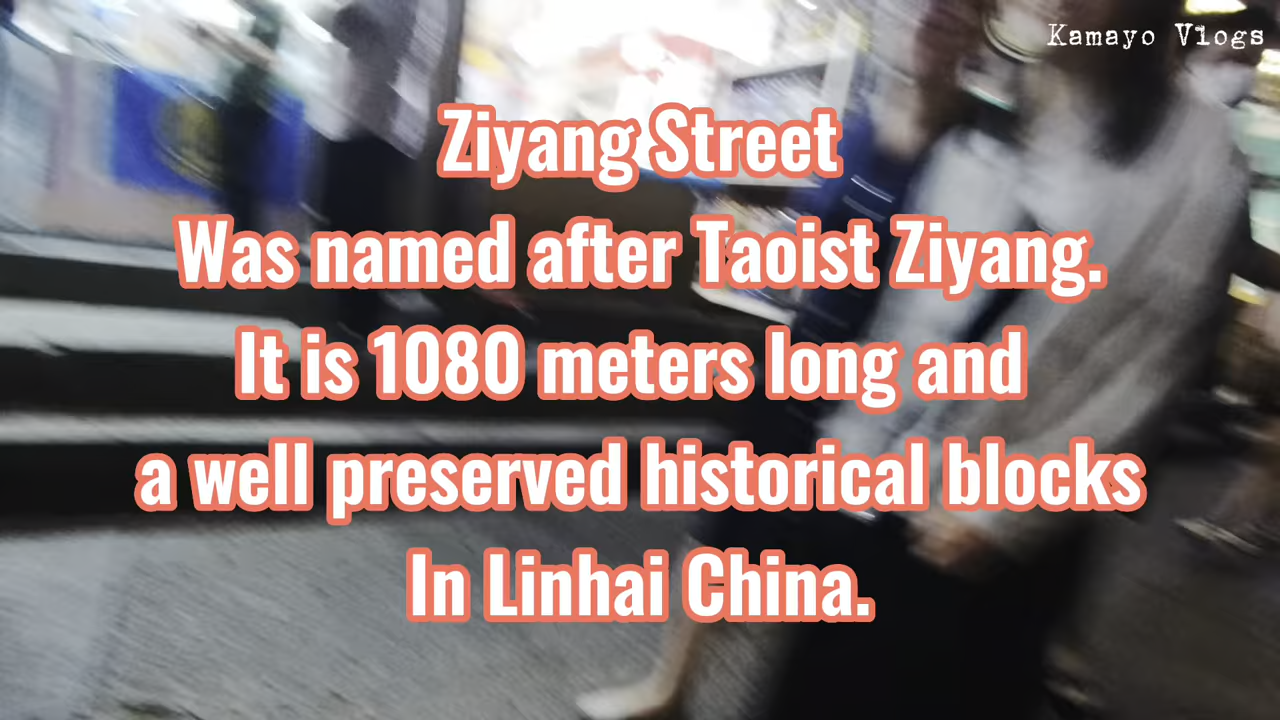 Kamayo Vlogs
Ziyang Street
Was named after Taoist Ziyang.
It is 1080 meters long and
a well preserved historical blocks
In Linhai China.